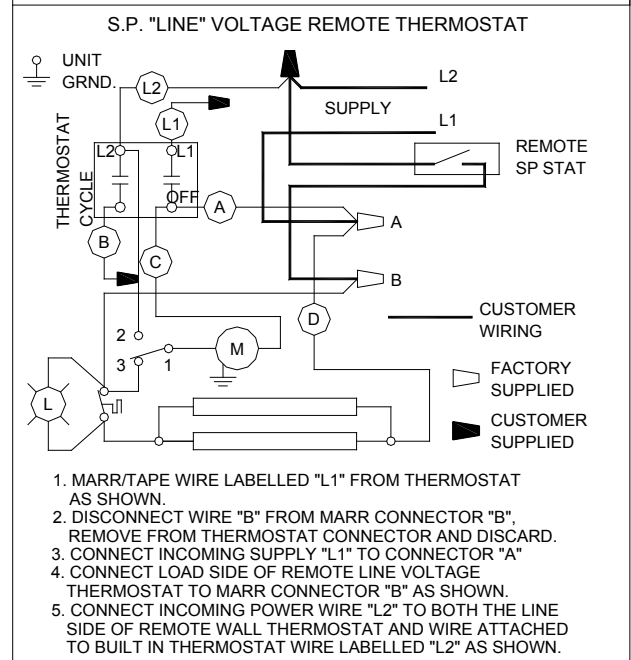 S.P. "LINE" VOLTAGE REMOTE THERMOSTAT
UNIT
GRND.
L2
L2
SUPPLY
L1
L1
REMOTE
SP STAT
THERMOSTAT
CYCLE
L2
L1
OFF
A
A
B
C
B
D
CUSTOMER
WIRING
2
3
1
M
FACTORY
SUPPLIED
L
CUSTOMER
SUPPLIED
1. MARR/TAPE WIRE LABELLED "L1" FROM THERMOSTAT
AS SHOWN.
2. DISCONNECT WIRE "B" FROM MARR CONNECTOR "B",
REMOVE FROM THERMOSTAT CONNECTOR AND DISCARD.
3. CONNECT INCOMING SUPPLY "L1" TO CONNECTOR "A"
4. CONNECT LOAD SIDE OF REMOTE LINE VOLTAGE
THERMOSTAT TO MARR CONNECTOR "B" AS SHOWN.
5. CONNECT INCOMING POWER WIRE "L2" TO BOTH THE LINE
SIDE OF REMOTE WALL THERMOSTAT AND WIRE ATTACHED
TO BUILT IN THERMOSTAT WIRE LABELLED "L2" AS SHOWN.